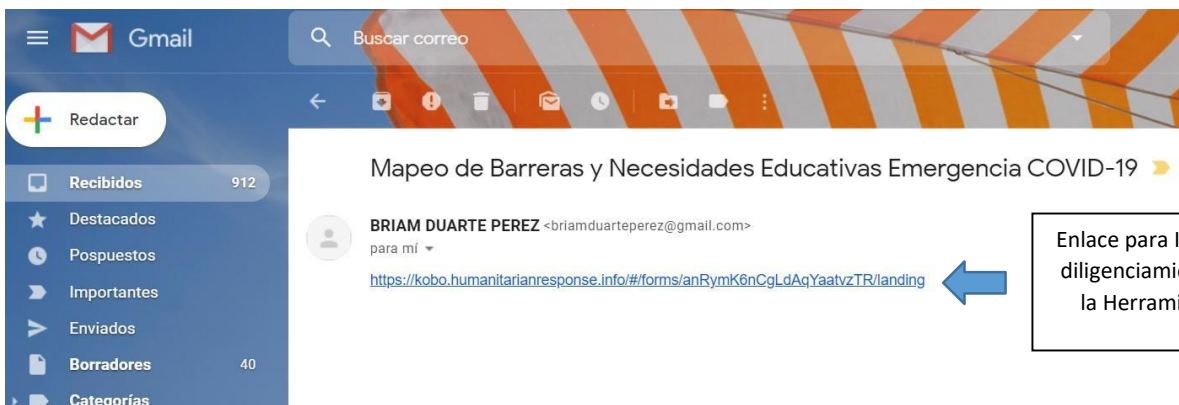 Gmail
Buscar correo
Redactar
Recibidos 912
Destacados
Pospuestos
Importantes
Enviados
Borradores 40
Categorías
Mapeo de Barreras y Necesidades Educativas Emergencia COVID-19
BRIAM DUARTE PEREZ <briamduarteperez@gmail.com>
para mí
https://kobo.humanitarianresponse.info/#/forms/anRymK6nCgLdAqYaatvzTR/landing
Enlace para
la